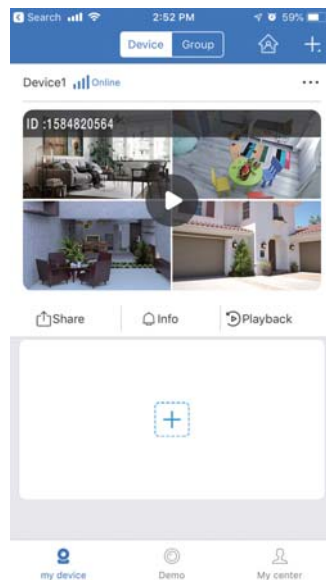 Search 2:52 PM 59%
Device Group
Device1 Online
ID :1584820564
Share Info Playback
my device Demo My center